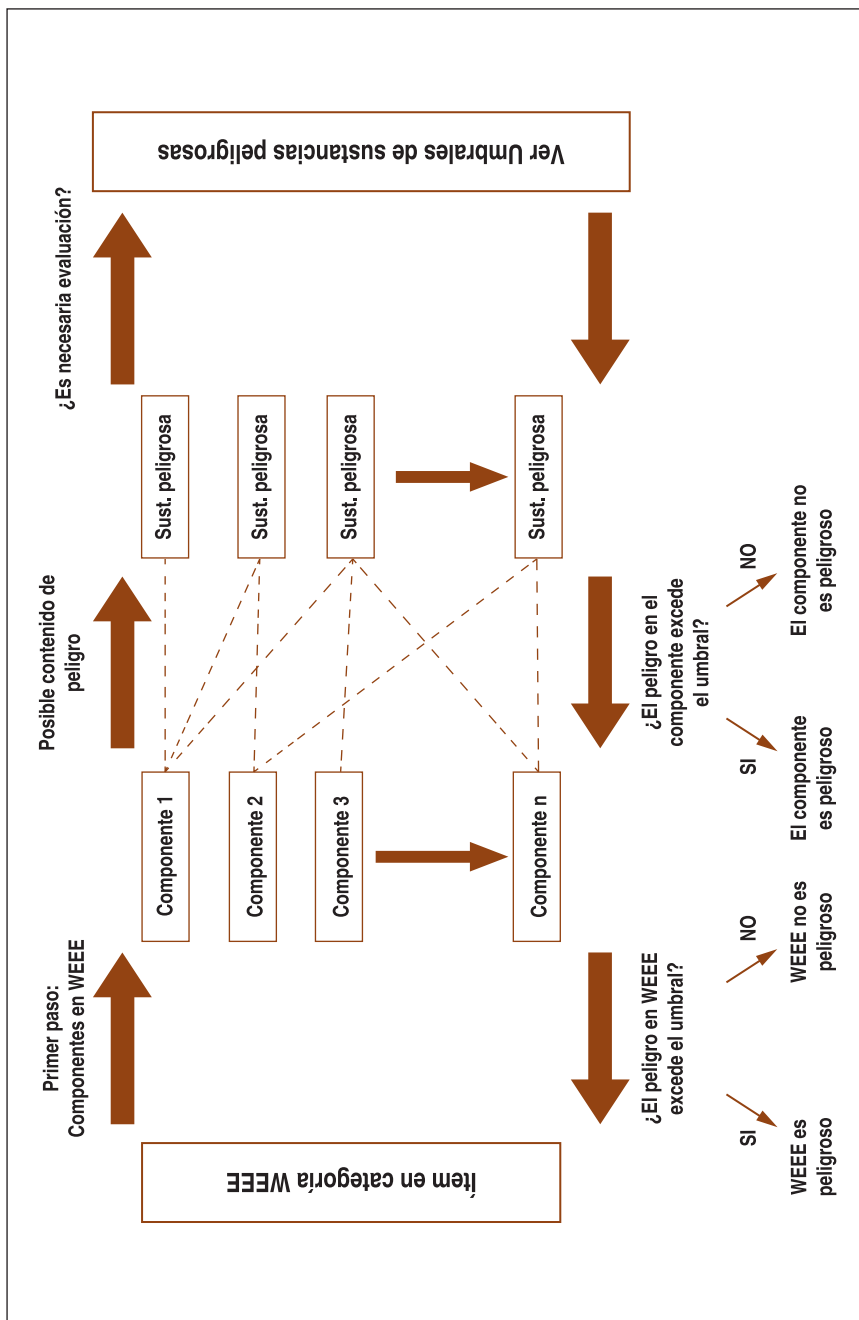 Ítem en categoría WEEE
Primer paso:
Componentes en WEEE
Componente 1
Componente 2
Componente 3
Componente n
Posible contenido de
peligro
Sust. peligrosa
Sust. peligrosa
Sust. peligrosa
Sust. peligrosa
¿Es necesaria evaluación?
Ver Umbrales de sustancias peligrosas
¿El peligro en el
componente excede
el umbral?
SI
NO
El componente
es peligroso
El componente no
es peligroso
¿El peligro en WEEE
excede el umbral?
SI
NO
WEEE es
peligroso
WEEE no es
peligroso